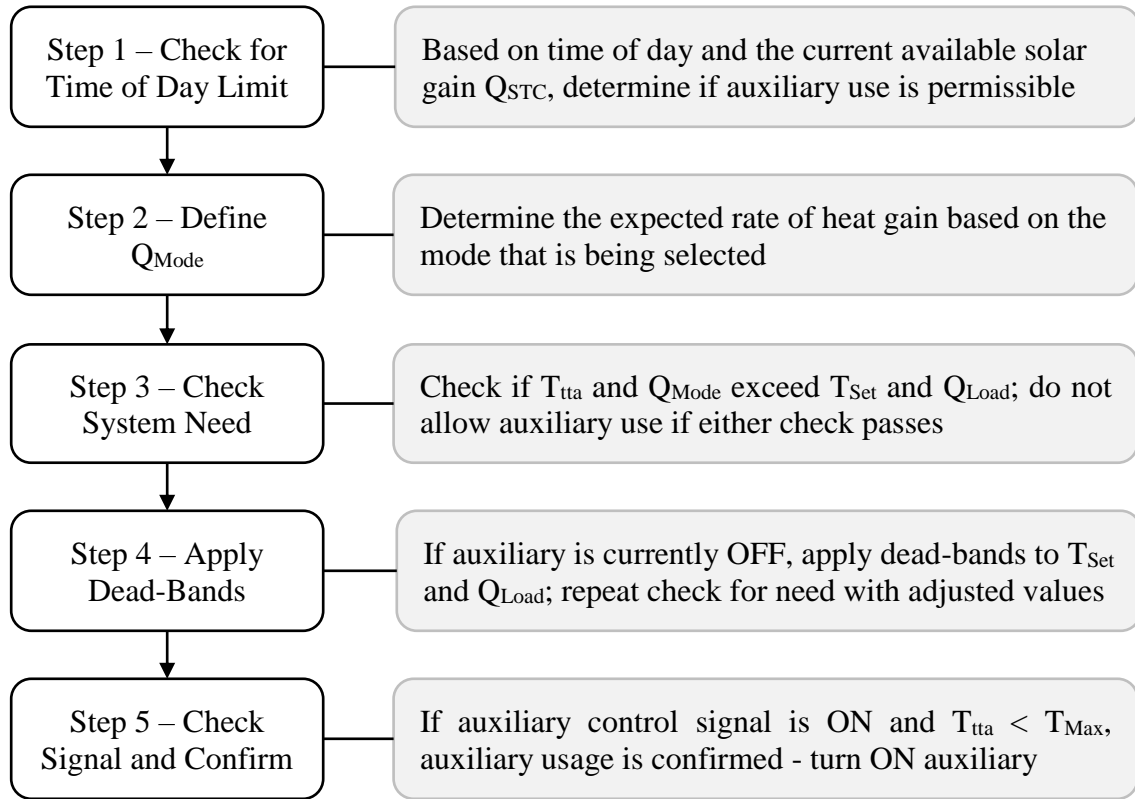 Step 1 – Check for
Time of Day Limit
Based on time of day and the current available solar
gain QSTC, determine if auxiliary use is permissible
Step 2 – Define
QMode
Determine the expected rate of heat gain based on the
mode that is being selected
Step 3 – Check
System Need
Check if Ttta and QMode exceed TSet and QLoad; do not
allow auxiliary use if either check passes
Step 4 – Apply
Dead-Bands
If auxiliary is currently OFF, apply dead-bands to TSet
and QLoad; repeat check for need with adjusted values
Step 5 – Check
Signal and Confirm
If auxiliary control signal is ON and Ttta < TMax,
auxiliary usage is confirmed - turn ON auxiliary